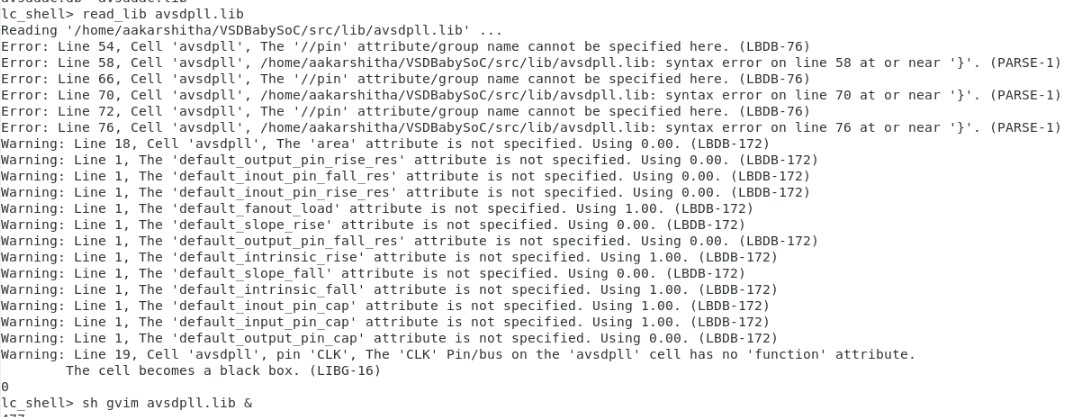 lc_shell> read_lib avsdpll.lib
Reading '/home/aakarshitha/VSDBabySoC/src/lib/avsdpll.lib' ...
Error: Line 54, Cell 'avsdpll', The '//pin' attribute/group name cannot be specified here. (LBDB-76)
Error: Line 58, Cell 'avsdpll', /home/aakarshitha/VSDBabySoC/src/lib/avsdpll.lib: syntax error on line 58 at or near '}'. (PARSE-1)
Error: Line 66, Cell 'avsdpll', The '//pin' attribute/group name cannot be specified here. (LBDB-76)
Error: Line 70, Cell 'avsdpll', /home/aakarshitha/VSDBabySoC/src/lib/avsdpll.lib: syntax error on line 70 at or near '}'. (PARSE-1)
Error: Line 72, Cell 'avsdpll', The '//pin' attribute/group name cannot be specified here. (LBDB-76)
Error: Line 76, Cell 'avsdpll', /home/aakarshitha/VSDBabySoC/src/lib/avsdpll.lib: syntax error on line 76 at or near '}'. (PARSE-1)
Warning: Line 18, Cell 'avsdpll', The 'area' attribute is not specified. Using 0.00. (LBDB-172)
Warning: Line 1, The 'default_output_pin_rise_res' attribute is not specified. Using 0.00. (LBDB-172)
Warning: Line 1, The 'default_inout_pin_fall_res' attribute is not specified. Using 0.00. (LBDB-172)
Warning: Line 1, The 'default_inout_pin_rise_res' attribute is not specified. Using 0.00. (LBDB-172)
Warning: Line 1, The 'default_fanout_load' attribute is not specified. Using 1.00. (LBDB-172)
Warning: Line 1, The 'default_slope_rise' attribute is not specified. Using 0.00. (LBDB-172)
Warning: Line 1, The 'default_output_pin_fall_res' attribute is not specified. Using 0.00. (LBDB-172)
Warning: Line 1, The 'default_intrinsic_rise' attribute is not specified. Using 1.00. (LBDB-172)
Warning: Line 1, The 'default_slope_fall' attribute is not specified. Using 0.00. (LBDB-172)
Warning: Line 1, The 'default_intrinsic_fall' attribute is not specified. Using 1.00. (LBDB-172)
Warning: Line 1, The 'default_inout_pin_cap' attribute is not specified. Using 1.00. (LBDB-172)
Warning: Line 1, The 'default_input_pin_cap' attribute is not specified. Using 1.00. (LBDB-172)
Warning: Line 1, The 'default_output_pin_cap' attribute is not specified. Using 0.00. (LBDB-172)
Warning: Line 19, Cell 'avsdpll', pin 'CLK', The 'CLK' Pin/bus on the 'avsdpll' cell has no 'function' attribute.
The cell becomes a black box. (LIBG-16)
0
lc_shell> sh gvim avsdpll.lib &